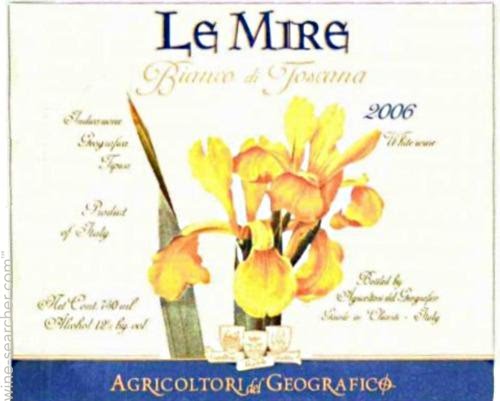 LE MIRE
Bianco di Toscana
2006
White wine
Indicazione
Geografica
Tipica
Product
of Italy
Net Cont. 750 ml
Alcohol 12% by vol
Bottled by
Agricoltori del Geografico
Gaiole in Chianti - Italy
AGRICOLTORI del GEOGRAFICO
wine-searcher.com™